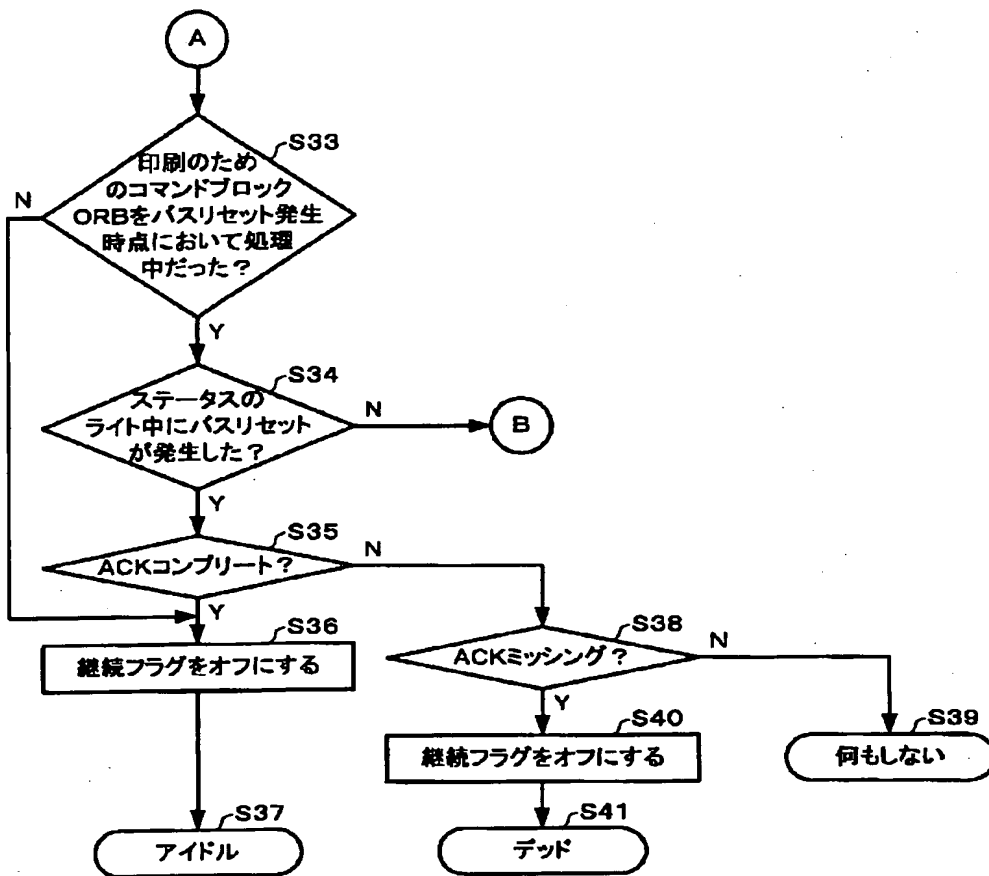 A
S33
印刷のため
のコマンドブロック
ORBをバスリセット発生
時点において処理
中だった?
N
Y
S34
ステータスの
ライト中にバスリセット
が発生した?
N
B
Y
S35
ACKコンプリート?
N
Y
S36
継続フラグをオフにする
S38
ACKミッシング?
N
Y
S40
継続フラグをオフにする
S39
何もしない
S37
アイドル
S41
デッド